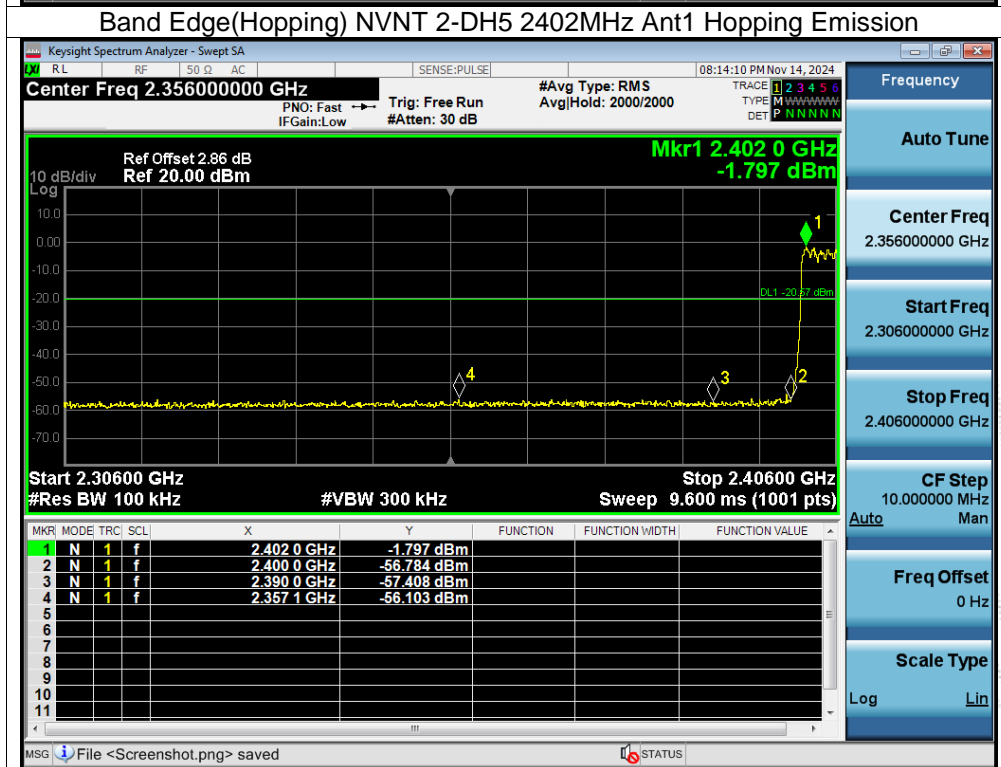 Band Edge(Hopping) NVNT 2-DH5 2402MHz Ant1 Hopping Emission
Keysight Spectrum Analyzer - Swept SA
LXI RL RF 50 Ω AC SENSE:PULSE 08:14:10 PM Nov 14, 2024
Center Freq 2.356000000 GHz #Avg Type: RMS TRACE 1 2 3 4 5 6
PNO: Fast Trig: Free Run Avg|Hold: 2000/2000 TYPE M WWWWW
IFGain:Low #Atten: 30 dB DET P N N N N N
Ref Offset 2.86 dB Mkr1 2.402 0 GHz
10 dB/div Ref 20.00 dBm -1.797 dBm
Log
10.0
1
0.00
-10.0
-20.0
DL1 -20.57 dBm
-30.0
-40.0
-50.0
4 3 2
-60.0
-70.0
Start 2.30600 GHz Stop 2.40600 GHz
#Res BW 100 kHz #VBW 300 kHz Sweep 9.600 ms (1001 pts)
MKR MODE TRC SCL X Y FUNCTION FUNCTION WIDTH FUNCTION VALUE
1 N 1 f 2.402 0 GHz -1.797 dBm
2 N 1 f 2.400 0 GHz -56.784 dBm
3 N 1 f 2.390 0 GHz -57.408 dBm
4 N 1 f 2.357 1 GHz -56.103 dBm
5
6
7
8
9
10
11
MSG File <Screenshot.png> saved STATUS
Frequency
Auto Tune
Center Freq
2.356000000 GHz
Start Freq
2.306000000 GHz
Stop Freq
2.406000000 GHz
CF Step
10.000000 MHz
Auto Man
Freq Offset
0 Hz
Scale Type
Log Lin